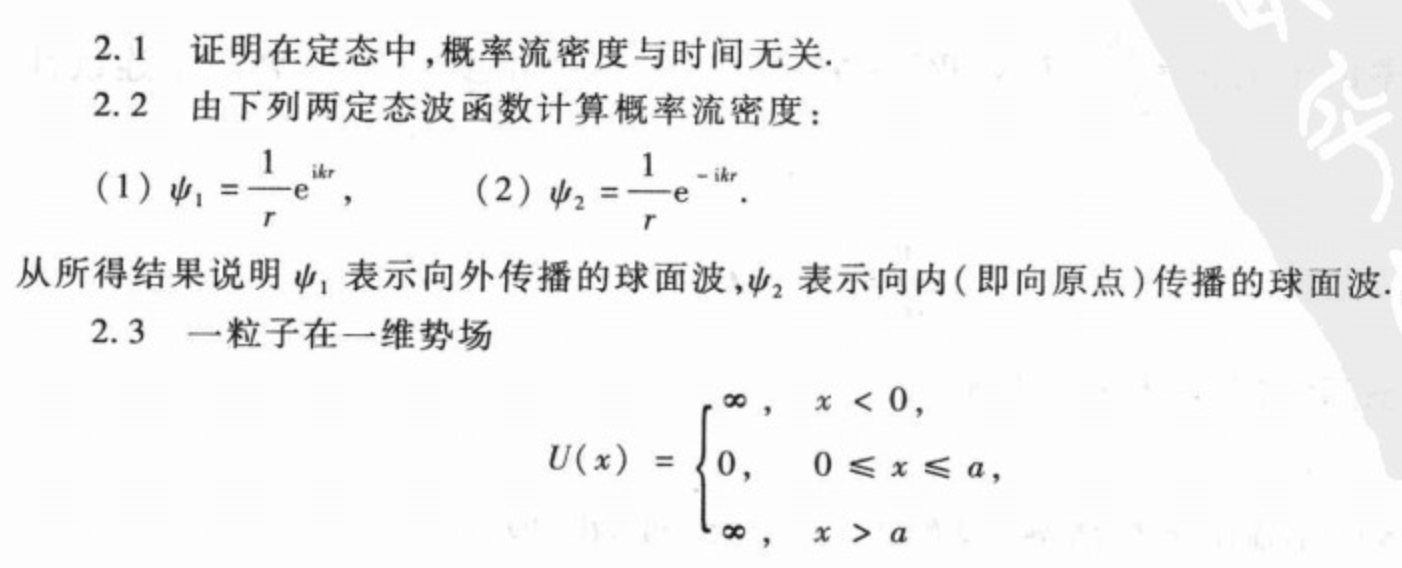 2.1 证明在定态中,概率流密度与时间无关.
2.2 由下列两定态波函数计算概率流密度:
(1) ψ₁ = 1/r e^{ikr}, (2) ψ₂ = 1/r e^{-ikr}.
从所得结果说明 ψ₁ 表示向外传播的球面波,ψ₂ 表示向内(即向原点)传播的球面波.
2.3 一粒子在一维势场
∞, x < 0,
U(x) = { 0, 0 ⩽ x ⩽ a,
∞, x > a